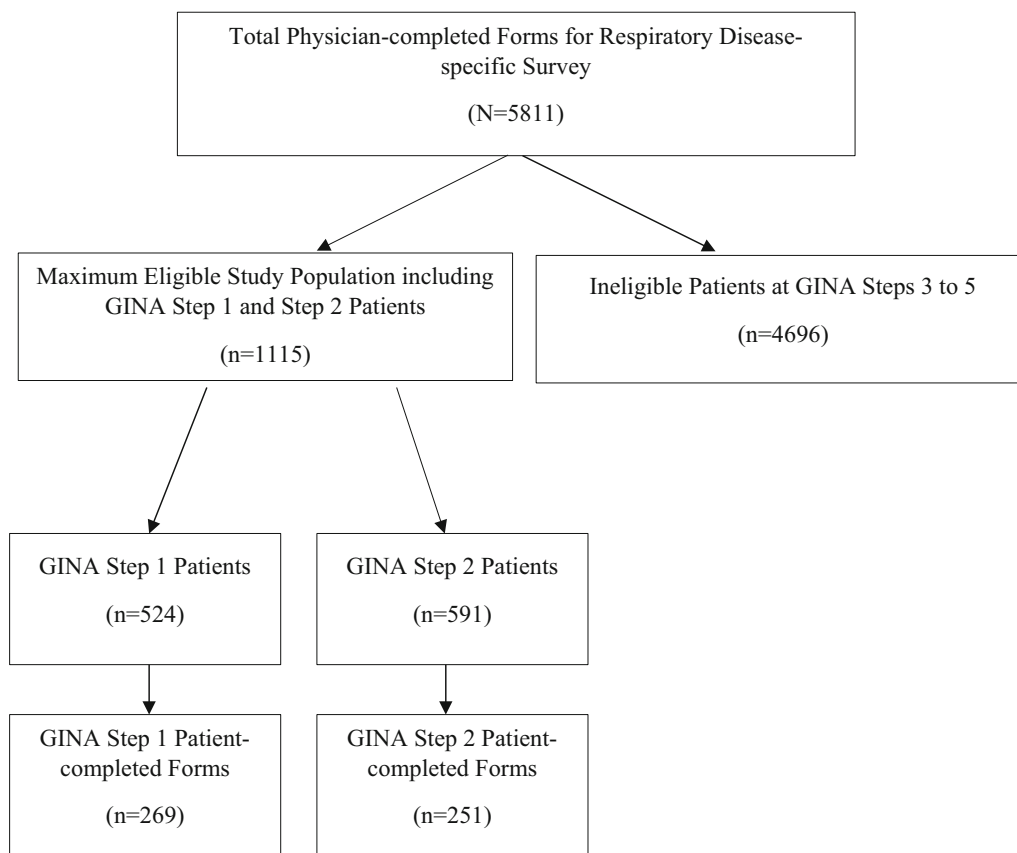 Total Physician-completed Forms for Respiratory Disease-
specific Survey
(N=5811)
Maximum Eligible Study Population including
GINA Step 1 and Step 2 Patients
(n=1115)
Ineligible Patients at GINA Steps 3 to 5
(n=4696)
GINA Step 1 Patients
(n=524)
GINA Step 2 Patients
(n=591)
GINA Step 1 Patient-
completed Forms
(n=269)
GINA Step 2 Patient-
completed Forms
(n=251)